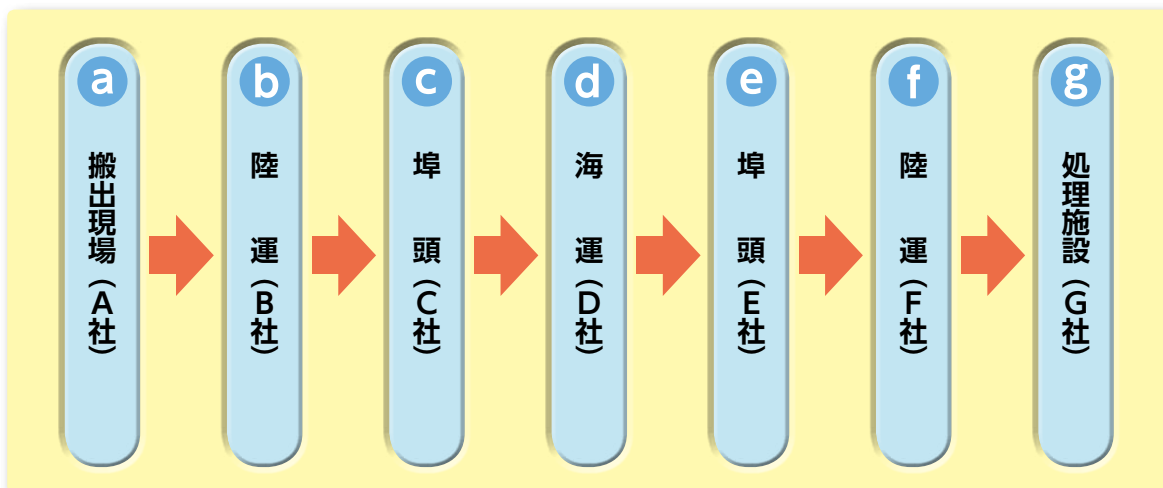 a
搬出現場(A社)
b
陸運(B社)
c
埠頭(C社)
d
海運(D社)
e
埠頭(E社)
f
陸運(F社)
g
処理施設(G社)